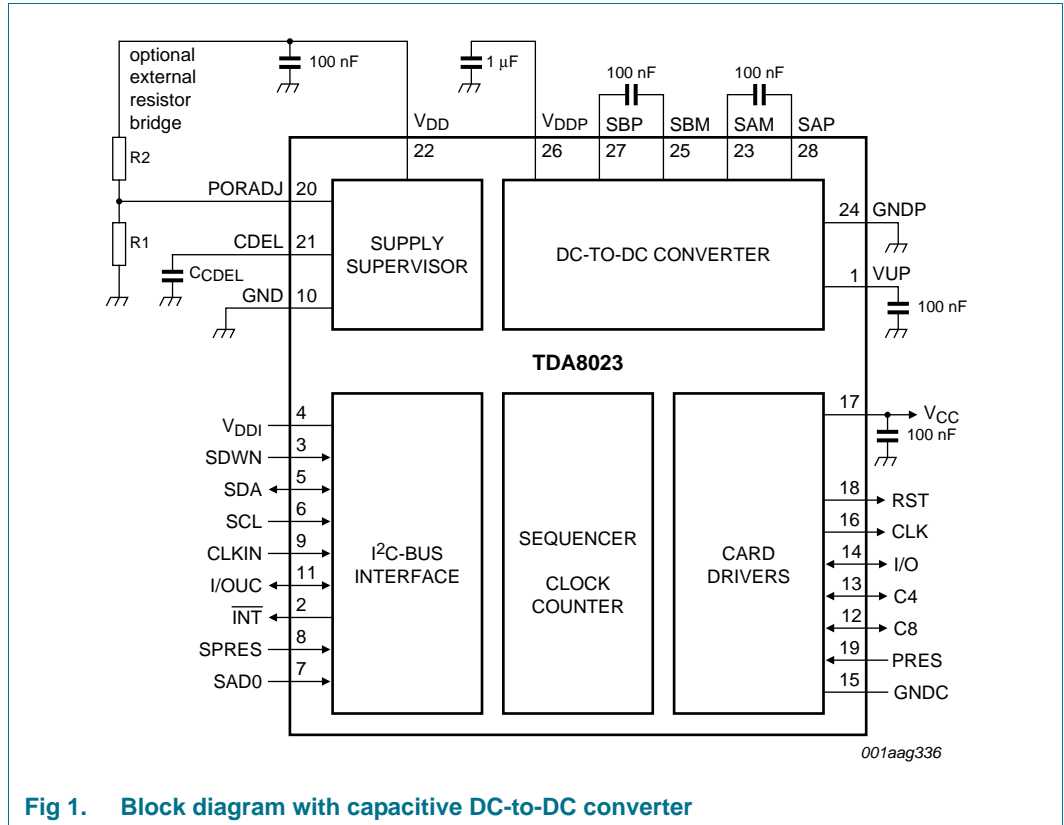 optional
external
resistor
bridge
100 nF
1 μF
100 nF
100 nF
VDD
VDDP
SBP
SBM
SAM
SAP
22
26
27
25
23
28
R2
PORADJ
20
R1
CDEL
21
CCDEL
GND
10
SUPPLY
SUPERVISOR
DC-TO-DC CONVERTER
24
GNDP
1
VUP
100 nF
TDA8023
VDDI
4
SDWN
3
SDA
5
SCL
6
CLKIN
9
I/OUC
11
INT
2
SPRES
8
SAD0
7
I2C-BUS
INTERFACE
SEQUENCER
CLOCK
COUNTER
CARD
DRIVERS
17
VCC
100 nF
18
RST
16
CLK
14
I/O
13
C4
12
C8
19
PRES
15
GNDC
001aag336
Fig 1. Block diagram with capacitive DC-to-DC converter